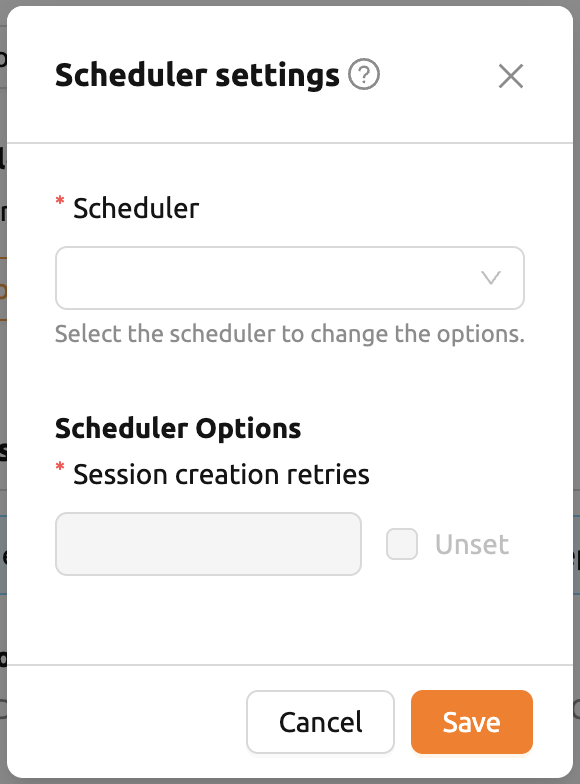 Scheduler settings
* Scheduler
Select the scheduler to change the options.
Scheduler Options
* Session creation retries
Unset
Cancel
Save